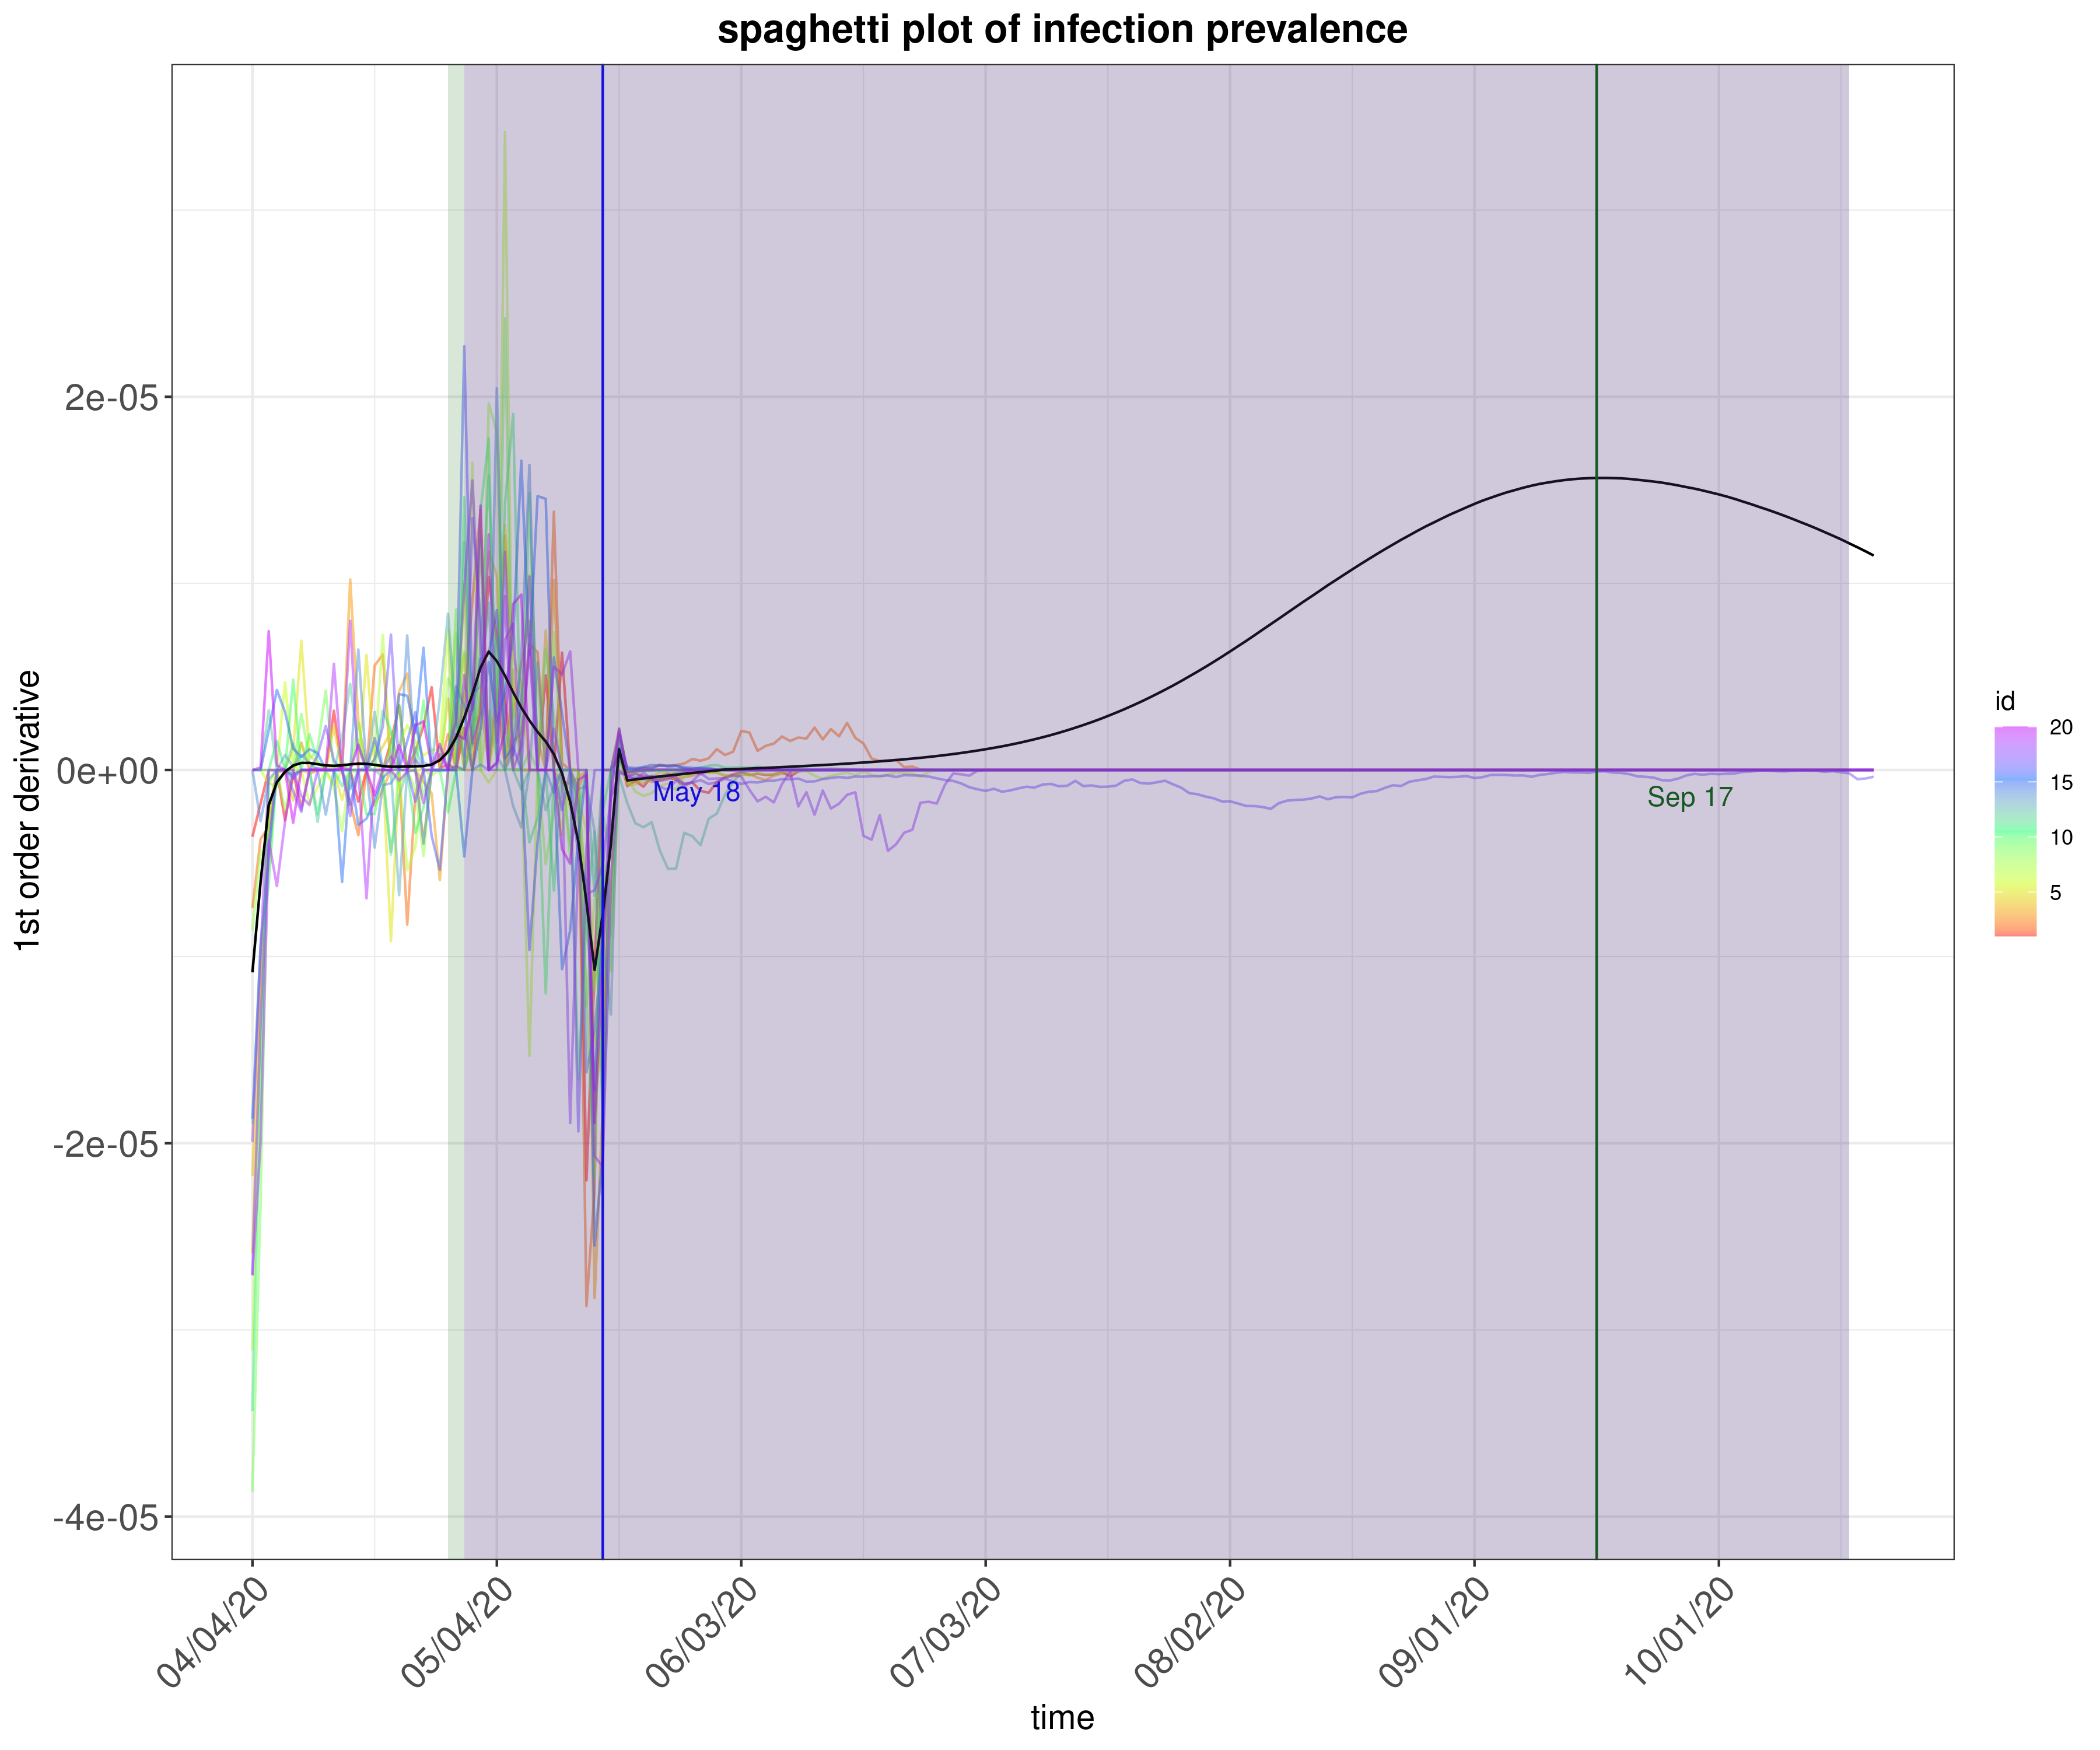 spaghetti plot of infection prevalence
1st order derivative
2e-05
0e+00
-2e-05
-4e-05
May 18
Sep 17
id
20
15
10
5
04/04/20
05/04/20
06/03/20
07/03/20
08/02/20
09/01/20
10/01/20
time